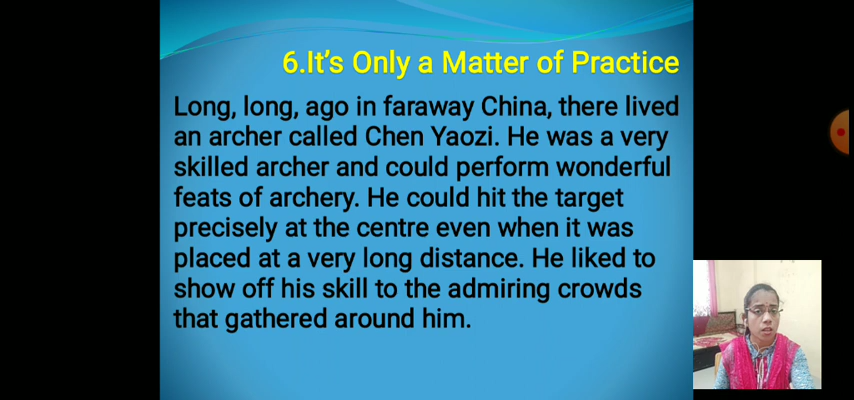 6.It's Only a Matter of Practice
Long, long, ago in faraway China, there lived
an archer called Chen Yaozi. He was a very
skilled archer and could perform wonderful
feats of archery. He could hit the target
precisely at the centre even when it was
placed at a very long distance. He liked to
show off his skill to the admiring crowds
that gathered around him.